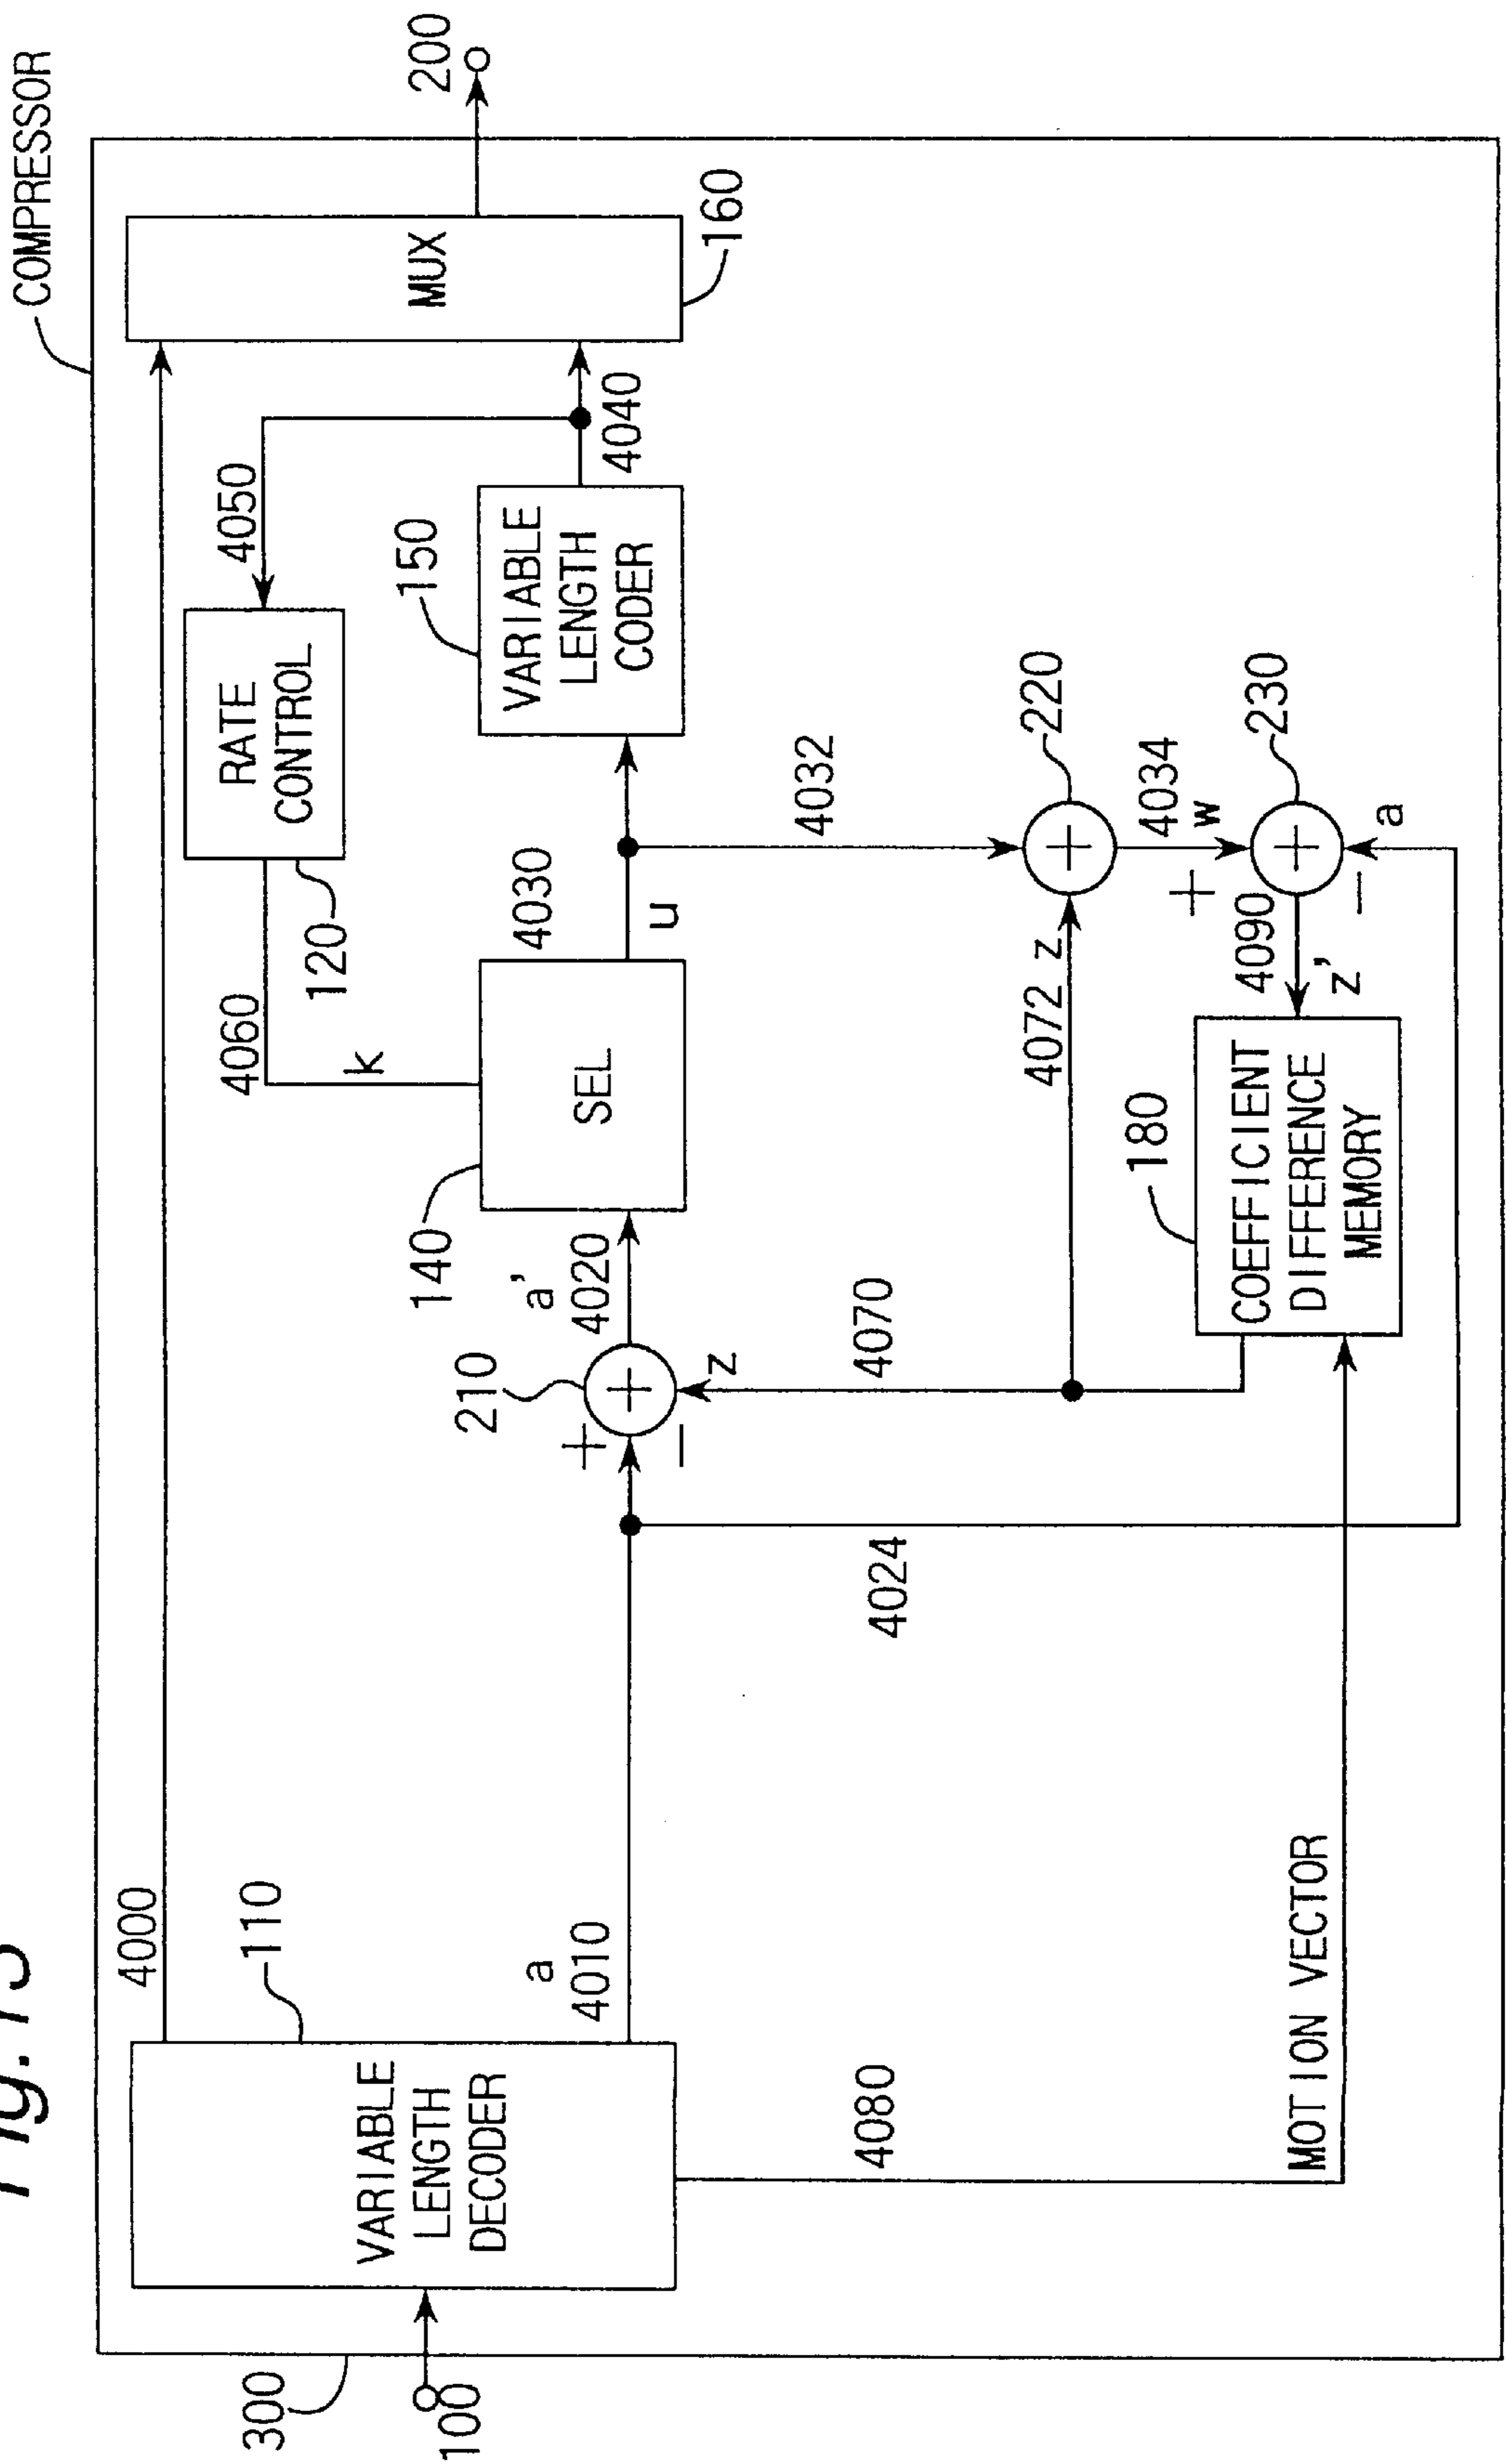 Fig.
COMPRESSOR
300
100
200
4000
110
VARIABLE
LENGTH
DECODER
a
4010
4080
MOTION VECTOR
4024
210
+
−
+
z
a'
4020
4070
140
SEL
4060
k
120
RATE
CONTROL
4050
4030
u
150
VARIABLE
LENGTH
CODER
4040
MUX
160
4032
4072 z
220
+
4034
w
+
230
+
−
a
4090
z'
180
COEFFICIENT
DIFFERENCE
MEMORY